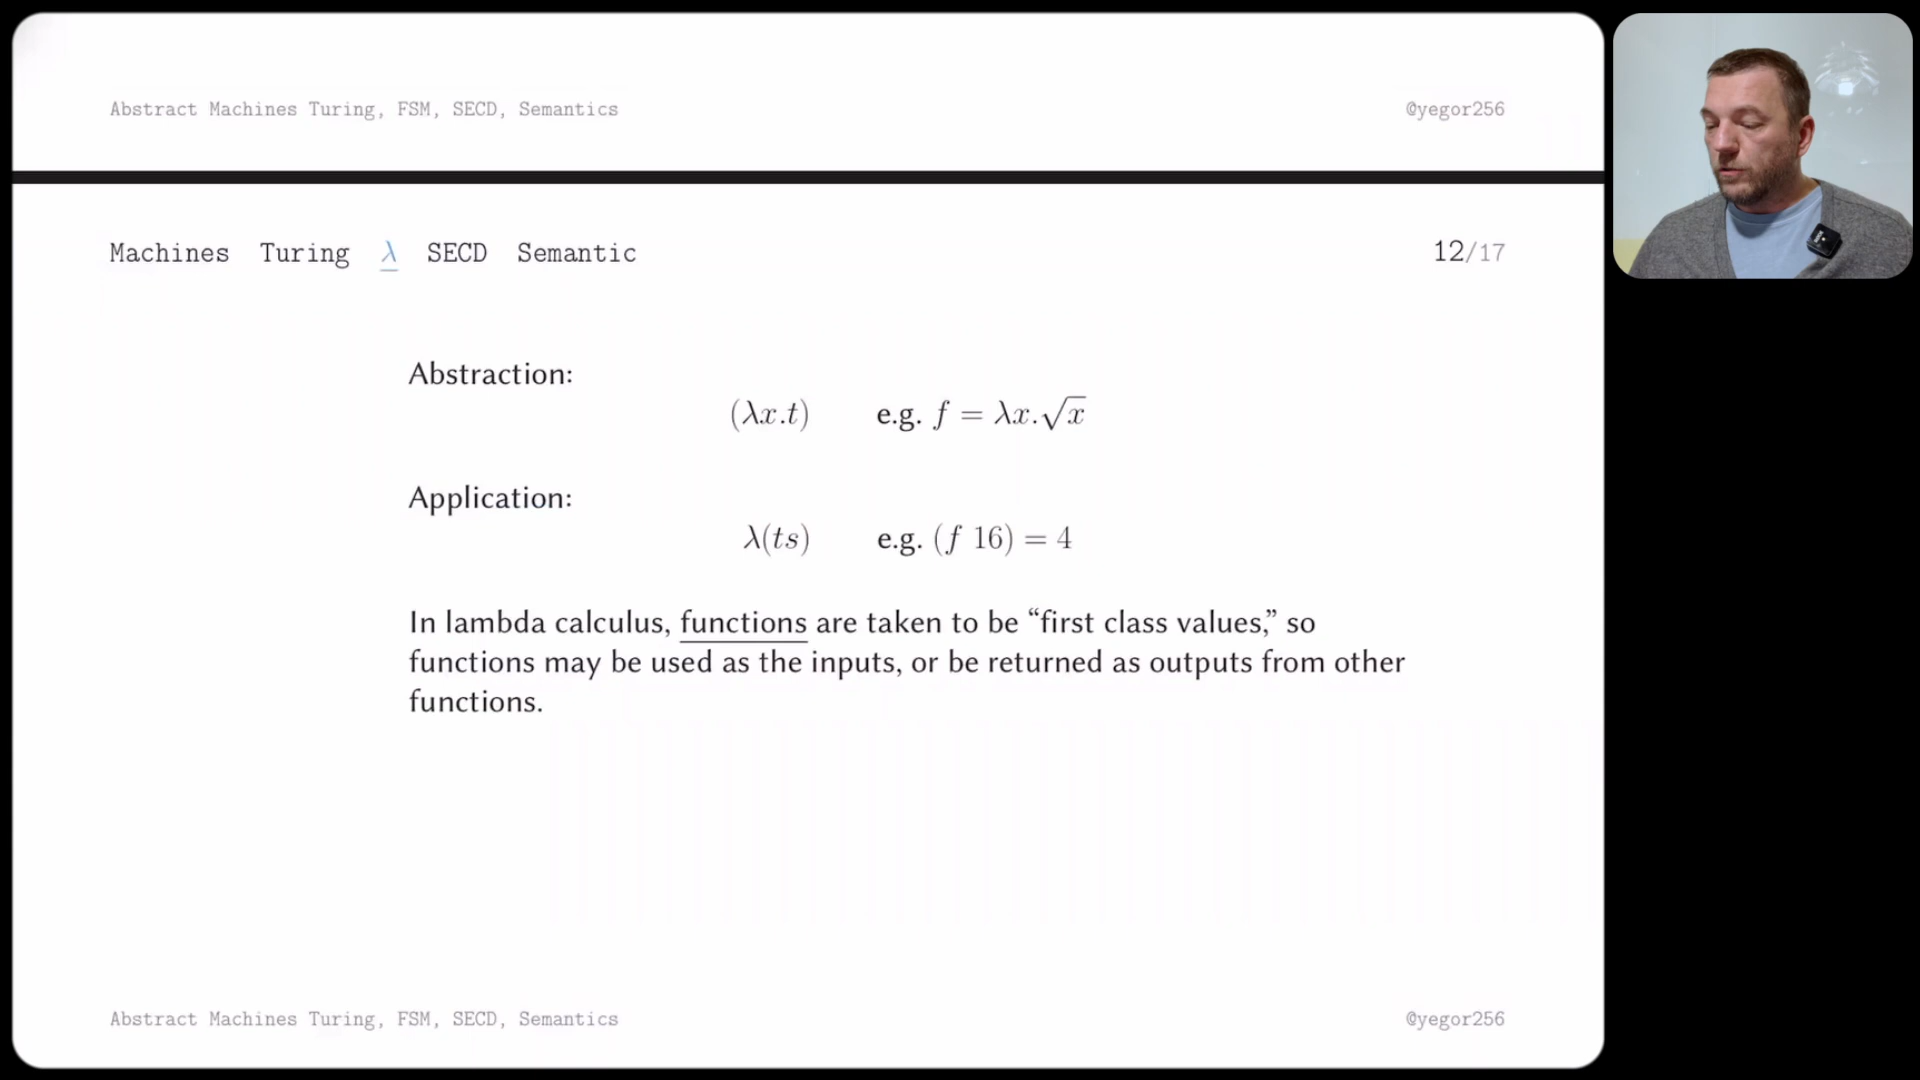 Abstract Machines Turing, FSM, SECD, Semantics @yegor256
Machines Turing λ SECD Semantic 12/17
Abstraction:
(λx.t) e.g. f = λx.√x
Application:
λ(ts) e.g. (f 16) = 4
In lambda calculus, functions are taken to be “first class values,” so
functions may be used as the inputs, or be returned as outputs from other
functions.
Abstract Machines Turing, FSM, SECD, Semantics @yegor256